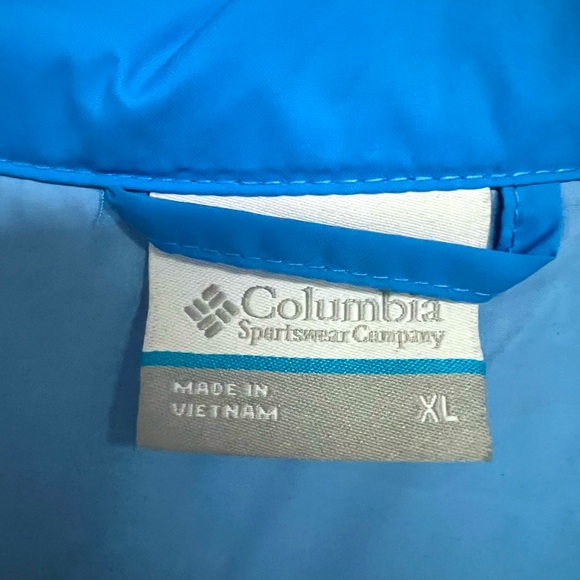 Columbia
Sportswear Company
MADE IN
VIETNAM
XL